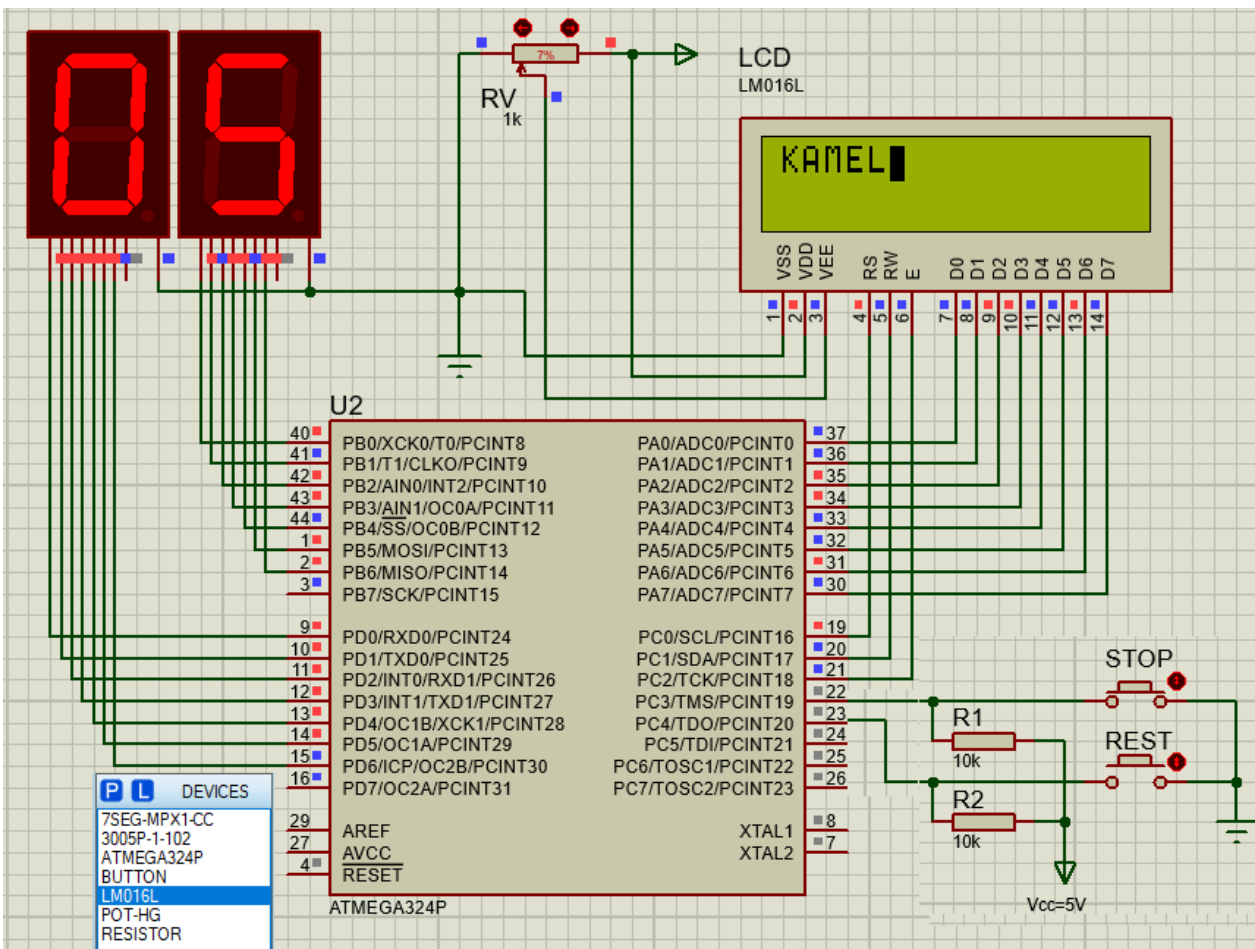 05
7%
RV
1k
LCD
LM016L
KAMEL
VSS
VDD
VEE
RS
RW
E
D0
D1
D2
D3
D4
D5
D6
D7
1
2
3
4
5
6
7
8
9
10
11
12
13
14
U2
40 PB0/XCK0/T0/PCINT8 PA0/ADC0/PCINT0 37
41 PB1/T1/CLKO/PCINT9 PA1/ADC1/PCINT1 36
42 PB2/AIN0/INT2/PCINT10 PA2/ADC2/PCINT2 35
43 PB3/AIN1/OC0A/PCINT11 PA3/ADC3/PCINT3 34
44 PB4/SS/OC0B/PCINT12 PA4/ADC4/PCINT4 33
1 PB5/MOSI/PCINT13 PA5/ADC5/PCINT5 32
2 PB6/MISO/PCINT14 PA6/ADC6/PCINT6 31
3 PB7/SCK/PCINT15 PA7/ADC7/PCINT7 30
9 PD0/RXD0/PCINT24 PC0/SCL/PCINT16 19
10 PD1/TXD0/PCINT25 PC1/SDA/PCINT17 20
11 PD2/INT0/RXD1/PCINT26 PC2/TCK/PCINT18 21
12 PD3/INT1/TXD1/PCINT27 PC3/TMS/PCINT19 22
13 PD4/OC1B/XCK1/PCINT28 PC4/TDO/PCINT20 23
14 PD5/OC1A/PCINT29 PC5/TDI/PCINT21 24
15 PD6/ICP/OC2B/PCINT30 PC6/TOSC1/PCINT22 25
16 PD7/OC2A/PCINT31 PC7/TOSC2/PCINT23 26
29 AREF XTAL1 8
27 AVCC XTAL2 7
4 RESET
ATMEGA324P
STOP
R1
10k
REST
R2
10k
Vcc=5V
P L DEVICES
7SEG-MPX1-CC
3005P-1-102
ATMEGA324P
BUTTON
LM016L
POT-HG
RESISTOR